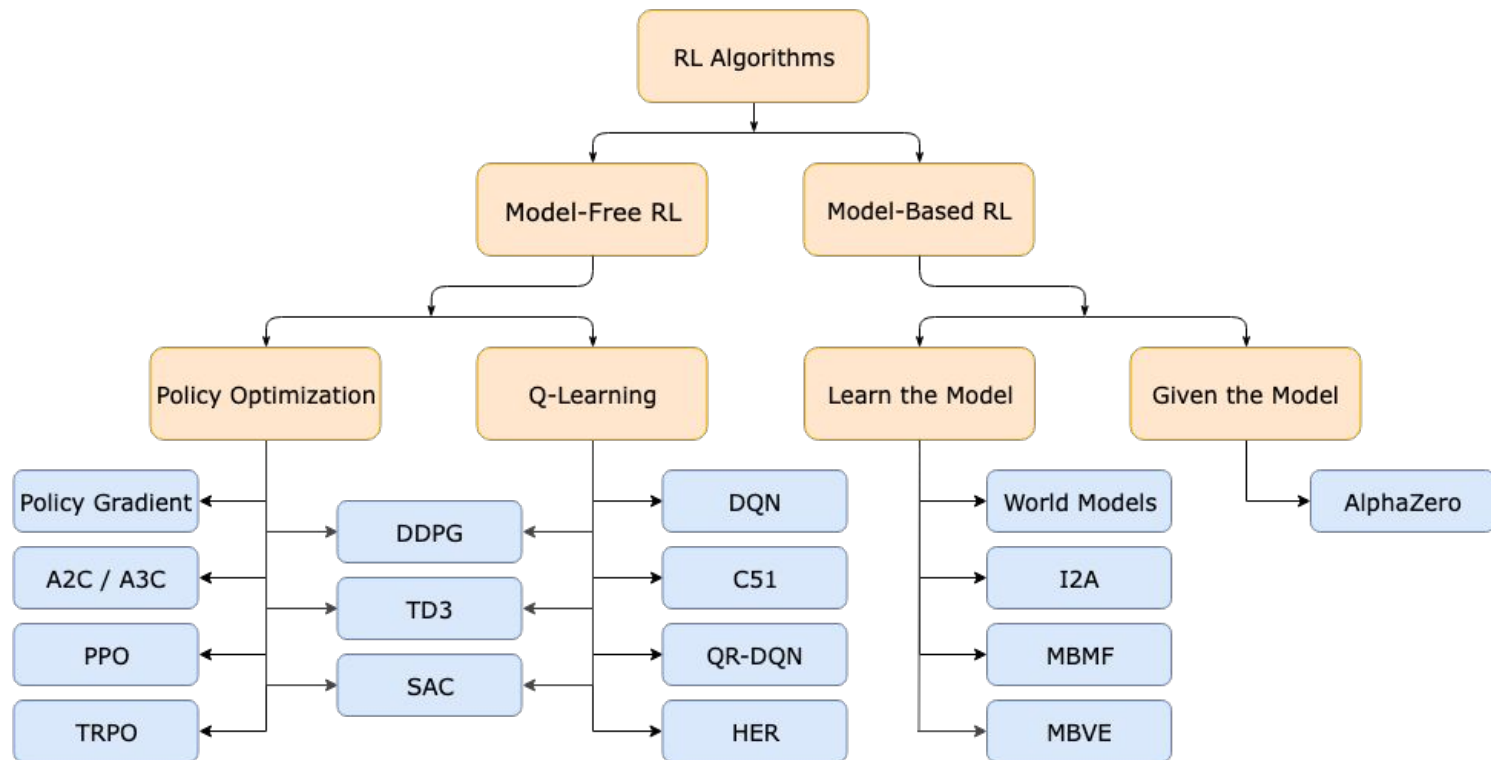 RL Algorithms
Model-Free RL
Model-Based RL
Policy Optimization
Q-Learning
Learn the Model
Given the Model
Policy Gradient
DDPG
DQN
World Models
AlphaZero
A2C / A3C
TD3
C51
I2A
PPO
SAC
QR-DQN
MBMF
TRPO
HER
MBVE